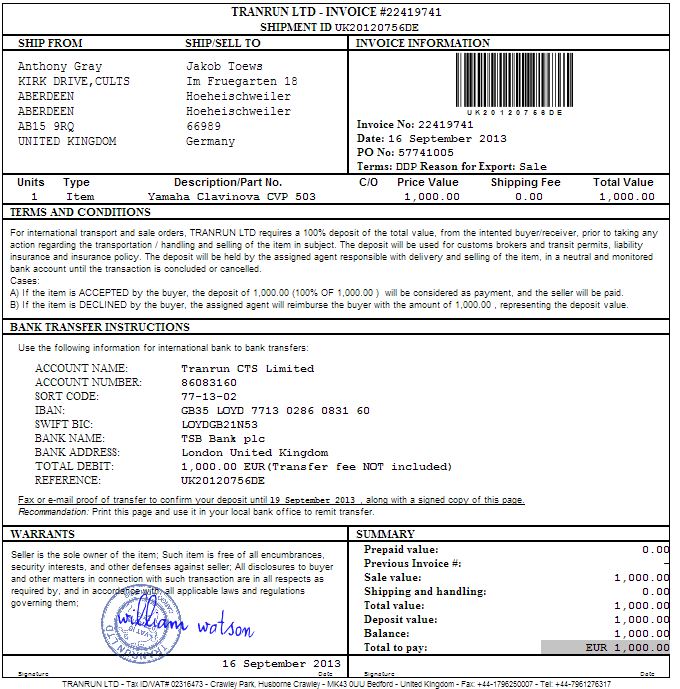 TRANRUN LTD - INVOICE #22419741
SHIPMENT ID UK20120756DE
SHIP FROM SHIP/SELL TO INVOICE INFORMATION
Anthony Gray Jakob Toews
KIRK DRIVE,CULTS Im Fruegarten 18
ABERDEEN Hoeheischweiler
ABERDEEN Hoeheischweiler
AB15 9RQ 66989
UNITED KINGDOM Germany
UK20120756DE
Invoice No: 22419741
Date: 16 September 2013
PO No: 57741005
Terms: DDP Reason for Export: Sale
Units Type Description/Part No. C/O Price Value Shipping Fee Total Value
1 Item Yamaha Clavinova CVP 503 1,000.00 0.00 1,000.00
TERMS AND CONDITIONS
For international transport and sale orders, TRANRUN LTD requires a 100% deposit of the total value, from the intented buyer/receiver, prior to taking any
action regarding the transportation / handling and selling of the item in subject. The deposit will be used for customs brokers and transit permits, liability
insurance and insurance policy. The deposit will be held by the assigned agent responsible with delivery and selling of the item, in a neutral and monitored
bank account until the transaction is concluded or cancelled.
Cases:
A) If the item is ACCEPTED by the buyer, the deposit of 1,000.00 (100% OF 1,000.00 ) will be considered as payment, and the seller will be paid.
B) If the item is DECLINED by the buyer, the assigned agent will reimburse the buyer with the amount of 1,000.00 , representing the deposit value.
BANK TRANSFER INSTRUCTIONS
Use the following information for international bank to bank transfers:
ACCOUNT NAME: Tranrun CTS Limited
ACCOUNT NUMBER: 86083160
SORT CODE: 77-13-02
IBAN: GB35 LOYD 7713 0286 0831 60
SWIFT BIC: LOYDGB21N53
BANK NAME: TSB Bank plc
BANK ADDRESS: London United Kingdom
TOTAL DEBIT: 1,000.00 EUR(Transfer fee NOT included)
REFERENCE: UK20120756DE
Fax or e-mail proof of transfer to confirm your deposit until 19 September 2013 , along with a signed copy of this page.
Recommandation: Print this page and use it in your local bank office to remit transfer.
WARRANTS
Seller is the sole owner of the item; Such item is free of all encumbrances,
security interests, and other defenses against seller; All disclosures to buyer
and other matters in connection with such transaction are in all respects as
required by, and in accordance with, all applicable laws and regulations
governing them;
william watson
TRANRUN LTD
16 September 2013
Signature Date
SUMMARY
Prepaid value: 0.00
Previous Invoice #: –
Sale value: 1,000.00
Shipping and handling: 0.00
Total value: 1,000.00
Deposit value: 1,000.00
Balance: 1,000.00
Total to pay: EUR 1,000.00
Signature Date
TRANRUN LTD - Tax ID/VAT# 02316473 - Crawley Park, Husborne Crawley - MK43 0UU Bedford - United Kingdom - Fax: +44-1796250007 - Tel: +44-7961276317